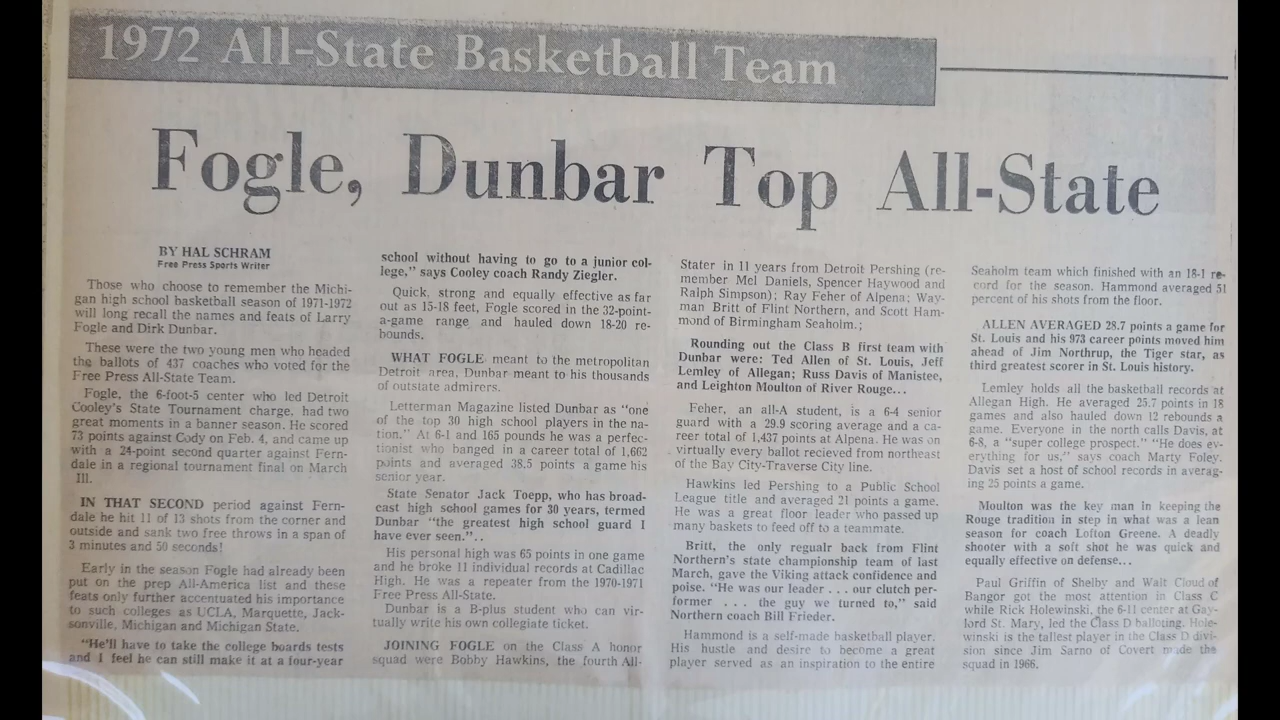 1972 All-State Basketball Team
Fogle, Dunbar Top All-State
BY HAL SCHRAM
Free Press Sports Writer
Those who choose to remember the Michi-
gan high school basketball season of 1971-1972
will long recall the names and feats of Larry
Fogle and Dirk Dunbar.
These were the two young men who headed
the ballots of 437 coaches who voted for the
Free Press All-State Team.
Fogle, the 6-foot-5 center who led Detroit
Cooley's State Tournament charge, had two
great moments in a banner season. He scored
73 points against Cody on Feb. 4, and came up
with a 24-point second quarter against Fern-
dale in a regional tournament final on March
III.
IN THAT SECOND period against Fern-
dale he hit 11 of 13 shots from the corner and
outside and sank two free throws in a span of
3 minutes and 50 seconds!
Early in the season Fogle had already been
put on the prep All-America list and these
feats only further accentuated his importance
to such colleges as UCLA, Marquette, Jack-
sonville, Michigan and Michigan State.
"He'll have to take the college boards tests
and I feel he can still make it at a four-year
school without having to go to a junior col-
lege," says Cooley coach Randy Ziegler.
Quick, strong and equally effective as far
out as 15-18 feet, Fogle scored in the 32-point-
a-game range and hauled down 18-20 re-
bounds.
WHAT FOGLE meant to the metropolitan
Detroit area, Dunbar meant to his thousands
of outstate admirers.
Letterman Magazine listed Dunbar as "one
of the top 30 high school players in the na-
tion." At 6-1 and 165 pounds he was a perfec-
tionist who banged in a career total of 1,662
points and averaged 38.5 points a game his
senior year.
State Senator Jack Toepp, who has broad-
cast high school games for 30 years, termed
Dunbar "the greatest high school guard I
have ever seen."..
His personal high was 65 points in one game
and he broke 11 individual records at Cadillac
High. He was a repeater from the 1970-1971
Free Press All-State.
Dunbar is a B-plus student who can vir-
tually write his own collegiate ticket.
JOINING FOGLE on the Class A honor
squad were Bobby Hawkins, the fourth All-
Stater in 11 years from Detroit Pershing (re-
member Mel Daniels, Spencer Haywood and
Ralph Simpson); Ray Feher of Alpena; Way-
man Britt of Flint Northern, and Scott Ham-
mond of Birmingham Seaholm.;
Rounding out the Class B first team with
Dunbar were: Ted Allen of St. Louis, Jeff
Lemley of Allegan; Russ Davis of Manistee,
and Leighton Moulton of River Rouge...
Feher, an all-A student, is a 6-4 senior
guard with a 29.9 scoring average and a ca-
reer total of 1,437 points at Alpena. He was on
virtually every ballot recieved from northeast
of the Bay City-Traverse City line.
Hawkins led Pershing to a Public School
League title and averaged 21 points a game.
He was a great floor leader who passed up
many baskets to feed off to a teammate.
Britt, the only regualr back from Flint
Northern's state championship team of last
March, gave the Viking attack confidence and
poise. "He was our leader . . . our clutch per-
former . . . the guy we turned to," said
Northern coach Bill Frieder.
Hammond is a self-made basketball player.
His hustle and desire to become a great
player served as an inspiration to the entire
Seaholm team which finished with an 18-1 re-
cord for the season. Hammond averaged 51
percent of his shots from the floor.
ALLEN AVERAGED 28.7 points a game for
St. Louis and his 973 career points moved him
ahead of Jim Northrup, the Tiger star, as
third greatest scorer in St. Louis history.
Lemley holds all the basketball records at
Allegan High. He averaged 25.7 points in 18
games and also hauled down 12 rebounds a
game. Everyone in the north calls Davis, at
6-8, a "super college prospect." "He does ev-
erything for us," says coach Marty Foley.
Davis set a host of school records in averag-
ing 25 points a game.
Moulton was the key man in keeping the
Rouge tradition in step in what was a lean
season for coach Lofton Greene. A deadly
shooter with a soft shot he was quick and
equally effective on defense...
Paul Griffin of Shelby and Walt Cloud of
Bangor got the most attention in Class C
while Rick Holewinski, the 6-11 center at Gay-
lord St. Mary, led the Class D balloting. Hole-
winski is the tallest player in the Class D divi-
sion since Jim Sarno of Covert made the
squad in 1966.